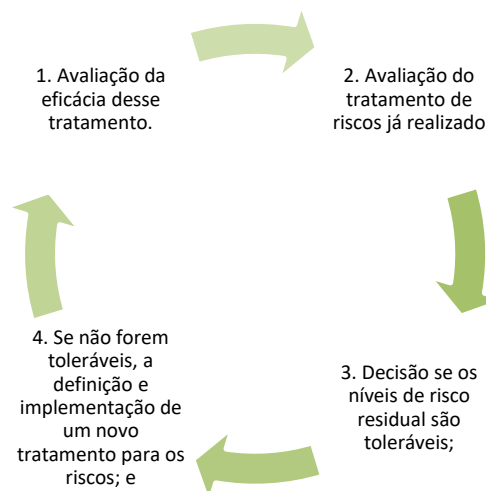 1. Avaliação da
eficácia desse
tratamento.
2. Avaliação do
tratamento de
riscos já realizado
3. Decisão se os
níveis de risco
residual são
toleráveis;
4. Se não forem
toleráveis, a
definição e
implementação de
um novo
tratamento para os
riscos; e